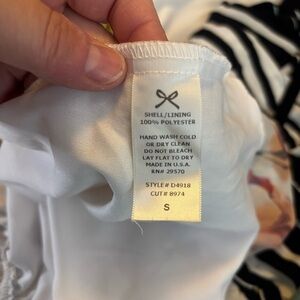 SHELL/LINING
100% POLYESTER
HAND WASH COLD
OR DRY CLEAN
DO NOT BLEACH
LAY FLAT TO DRY
MADE IN U.S.A.
RN# 29570
STYLE# D4918
CUT# 8974
S